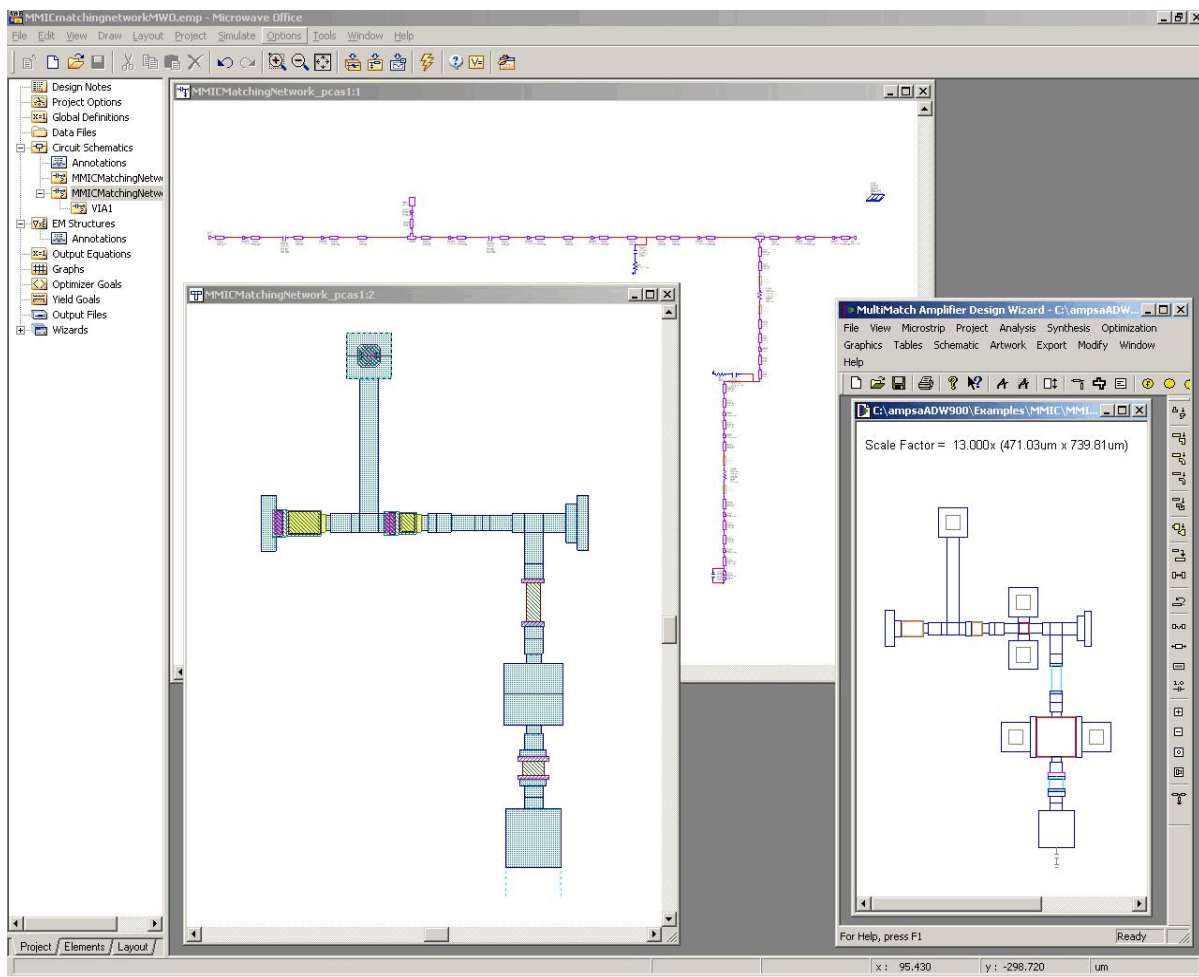 MMICmatchingnetworkMWO.emp - Microwave Office
File Edit View Draw Layout Project Simulate Options Tools Window Help
Design Notes
Project Options
Global Definitions
Data Files
Circuit Schematics
Annotations
MMICMatchingNetw
MMICMatchingNetw
VIA1
EM Structures
Annotations
Output Equations
Graphs
Optimizer Goals
Yield Goals
Output Files
Wizards
Project Elements Layout
MMICMatchingNetwork_pcas1:1
MMICMatchingNetwork_pcas1:2
MultiMatch Amplifier Design Wizard - C:\ampsaADW...
File View Microstrip Project Analysis Synthesis Optimization
Graphics Tables Schematic Artwork Export Modify Window
Help
C:\ampsaADW900\Examples\MMIC\MMI...
Scale Factor = 13.000x (471.03um x 739.81um)
For Help, press F1 Ready
x : 95.430 y : -298.720 um